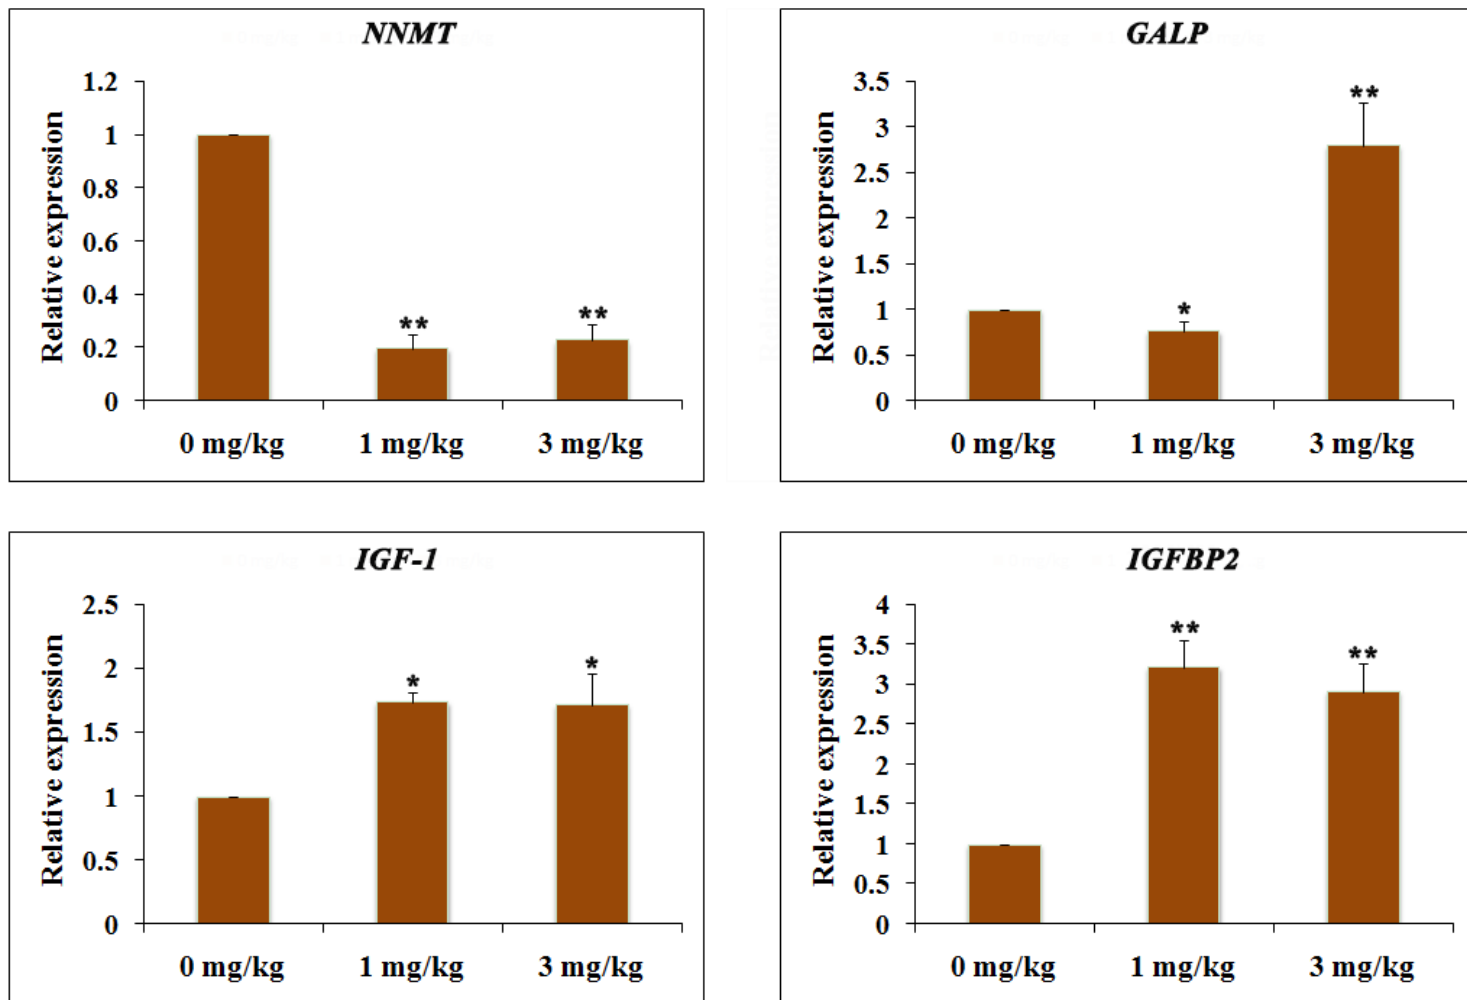 NNMT
Relative expression
1.2
1
0.8
0.6
0.4
0.2
0
**
**
0 mg/kg
1 mg/kg
3 mg/kg
GALP
Relative expression
3.5
3
2.5
2
1.5
1
0.5
0
*
**
0 mg/kg
1 mg/kg
3 mg/kg
IGF-1
Relative expression
2.5
2
1.5
1
0.5
0
*
*
0 mg/kg
1 mg/kg
3 mg/kg
IGFBP2
Relative expression
4
3.5
3
2.5
2
1.5
1
0.5
0
**
**
0 mg/kg
1 mg/kg
3 mg/kg